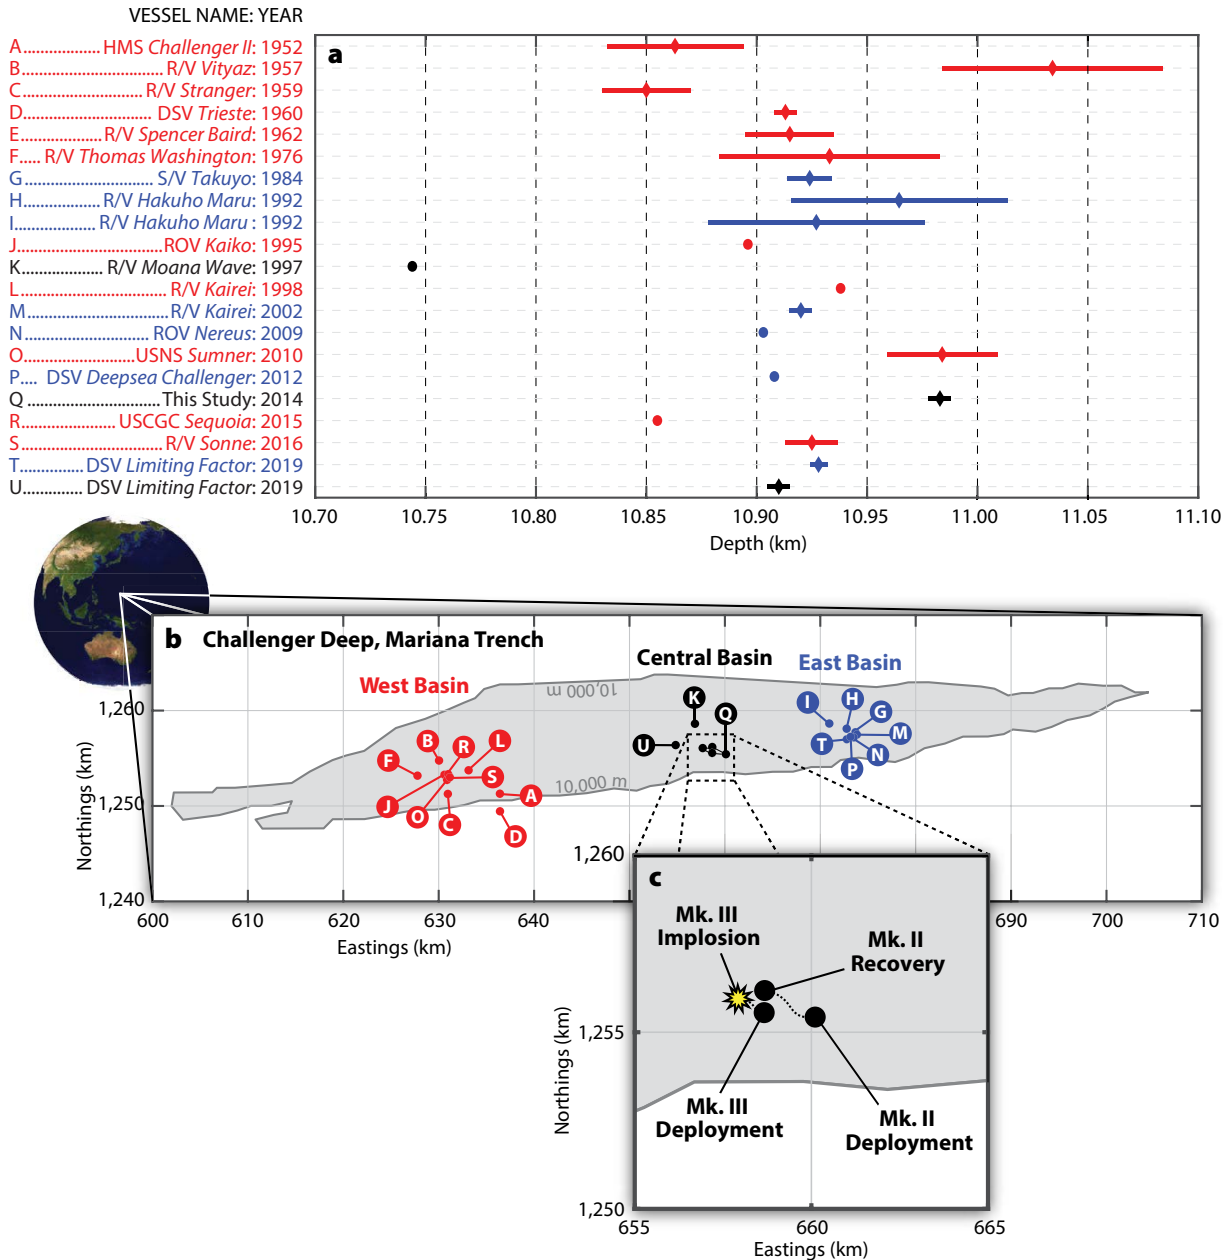 VESSEL NAME: YEAR
a
A.................. HMS Challenger II: 1952
B................................ R/V Vityaz: 1957
C........................... R/V Stranger: 1959
D............................ DSV Trieste: 1960
E...................R/V Spencer Baird: 1962
F..... R/V Thomas Washington: 1976
G............................. S/V Takuyo: 1984
H...................R/V Hakuho Maru: 1992
I................... R/V Hakuho Maru : 1992
J.................................ROV Kaiko: 1995
K................... R/V Moana Wave: 1997
L................................ R/V Kairei: 1998
M................................R/V Kairei: 2002
N............................ ROV Nereus: 2009
O.........................USNS Sumner: 2010
P.... DSV Deepsea Challenger: 2012
Q..............................This Study: 2014
R..................... USCGC Sequoia: 2015
S................................R/V Sonne: 2016
T.............. DSV Limiting Factor: 2019
U.............. DSV Limiting Factor: 2019
10.70 10.75 10.80 10.85 10.90 10.95 11.00 11.05 11.10
Depth (km)
b Challenger Deep, Mariana Trench
West Basin
Central Basin
East Basin
10,000 m
10,000 m
K
Q
U
I
H
G
M
T
N
P
B
R
L
F
S
J
O
C
A
D
Northings (km)
1,260
1,250
1,240
600 610 620 630 640 690 700 710
Eastings (km)
c
Mk. III
Implosion
Mk. II
Recovery
Mk. III
Deployment
Mk. II
Deployment
Northings (km)
1,260
1,255
1,250
655 660 665
Eastings (km)